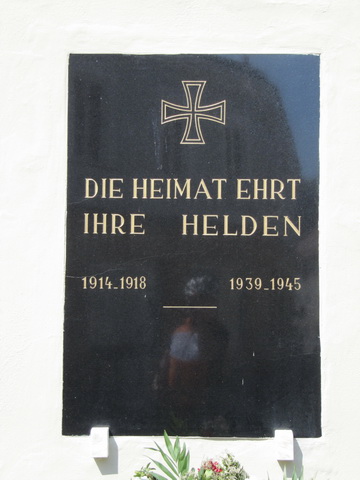 DIE HEIMAT EHRT
IHRE HELDEN
1914-1918 1939-1945